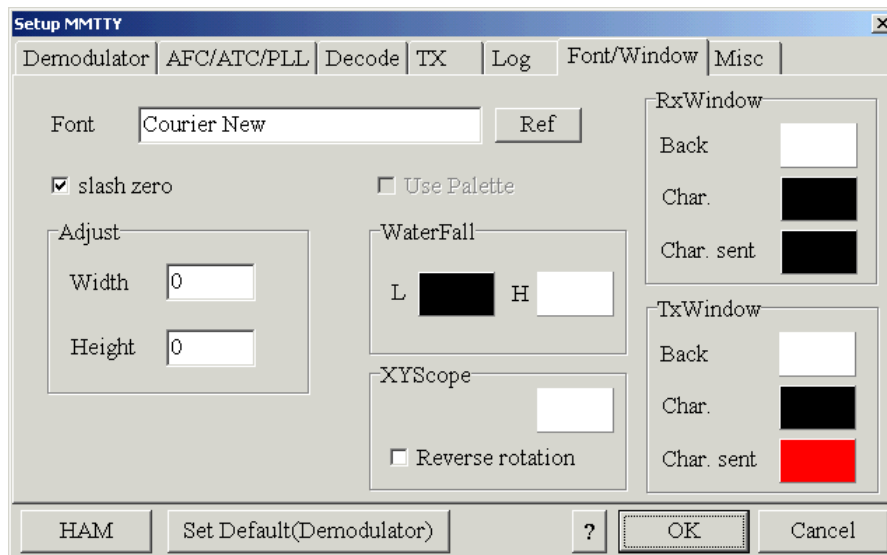 Setup MMTTY
Demodulator AFC/ATC/PLL Decode TX Log Font/Window Misc
Font Courier New Ref
slash zero
Use Palette
Adjust
Width 0
Height 0
WaterFall
L H
XYScope
Reverse rotation
RxWindow
Back
Char.
Char. sent
TxWindow
Back
Char.
Char. sent
HAM Set Default(Demodulator) ? OK Cancel